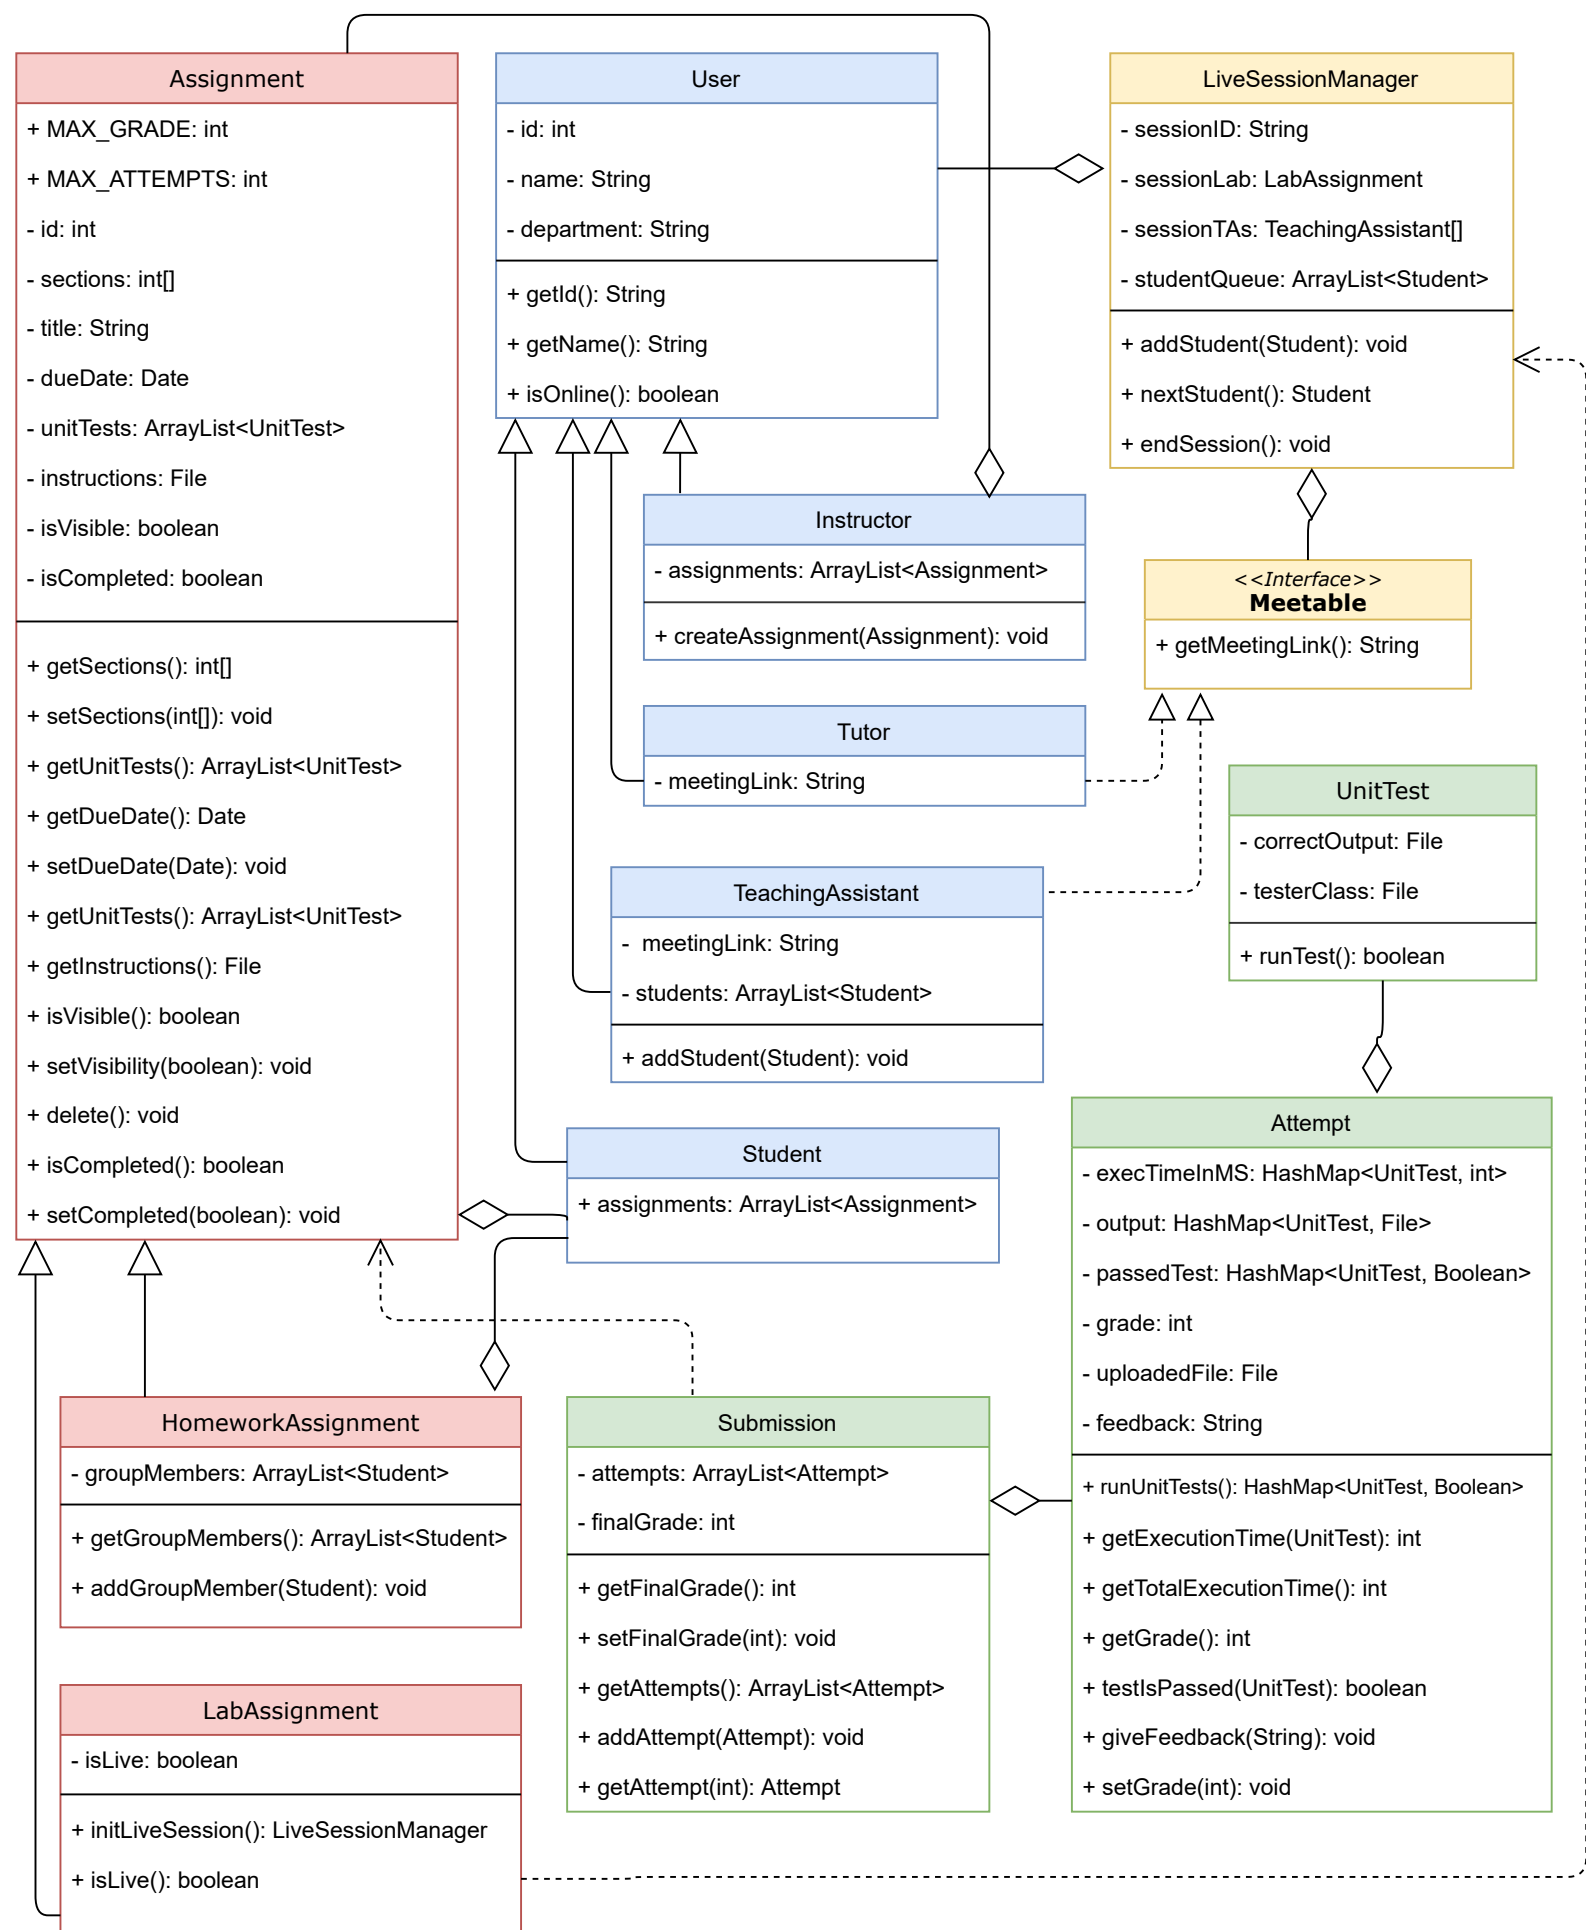 Assignment
+ MAX_GRADE: int
+ MAX_ATTEMPTS: int
- id: int
- sections: int[]
- title: String
- dueDate: Date
- unitTests: ArrayList<UnitTest>
- instructions: File
- isVisible: boolean
- isCompleted: boolean
+ getSections(): int[]
+ setSections(int[]): void
+ getUnitTests(): ArrayList<UnitTest>
+ getDueDate(): Date
+ setDueDate(Date): void
+ getUnitTests(): ArrayList<UnitTest>
+ getInstructions(): File
+ isVisible(): boolean
+ setVisibility(boolean): void
+ delete(): void
+ isCompleted(): boolean
+ setCompleted(boolean): void
User
- id: int
- name: String
- department: String
+ getId(): String
+ getName(): String
+ isOnline(): boolean
LiveSessionManager
- sessionID: String
- sessionLab: LabAssignment
- sessionTAs: TeachingAssistant[]
- studentQueue: ArrayList<Student>
+ addStudent(Student): void
+ nextStudent(): Student
+ endSession(): void
Instructor
- assignments: ArrayList<Assignment>
+ createAssignment(Assignment): void
<<Interface>>
Meetable
+ getMeetingLink(): String
Tutor
- meetingLink: String
UnitTest
- correctOutput: File
- testerClass: File
+ runTest(): boolean
TeachingAssistant
-  meetingLink: String
- students: ArrayList<Student>
+ addStudent(Student): void
Student
+ assignments: ArrayList<Assignment>
Attempt
- execTimeInMS: HashMap<UnitTest, int>
- output: HashMap<UnitTest, File>
- passedTest: HashMap<UnitTest, Boolean>
- grade: int
- uploadedFile: File
- feedback: String
+ runUnitTests(): HashMap<UnitTest, Boolean>
+ getExecutionTime(UnitTest): int
+ getTotalExecutionTime(): int
+ getGrade(): int
+ testIsPassed(UnitTest): boolean
+ giveFeedback(String): void
+ setGrade(int): void
HomeworkAssignment
- groupMembers: ArrayList<Student>
+ getGroupMembers(): ArrayList<Student>
+ addGroupMember(Student): void
Submission
- attempts: ArrayList<Attempt>
- finalGrade: int
+ getFinalGrade(): int
+ setFinalGrade(int): void
+ getAttempts(): ArrayList<Attempt>
+ addAttempt(Attempt): void
+ getAttempt(int): Attempt
LabAssignment
- isLive: boolean
+ initLiveSession(): LiveSessionManager
+ isLive(): boolean